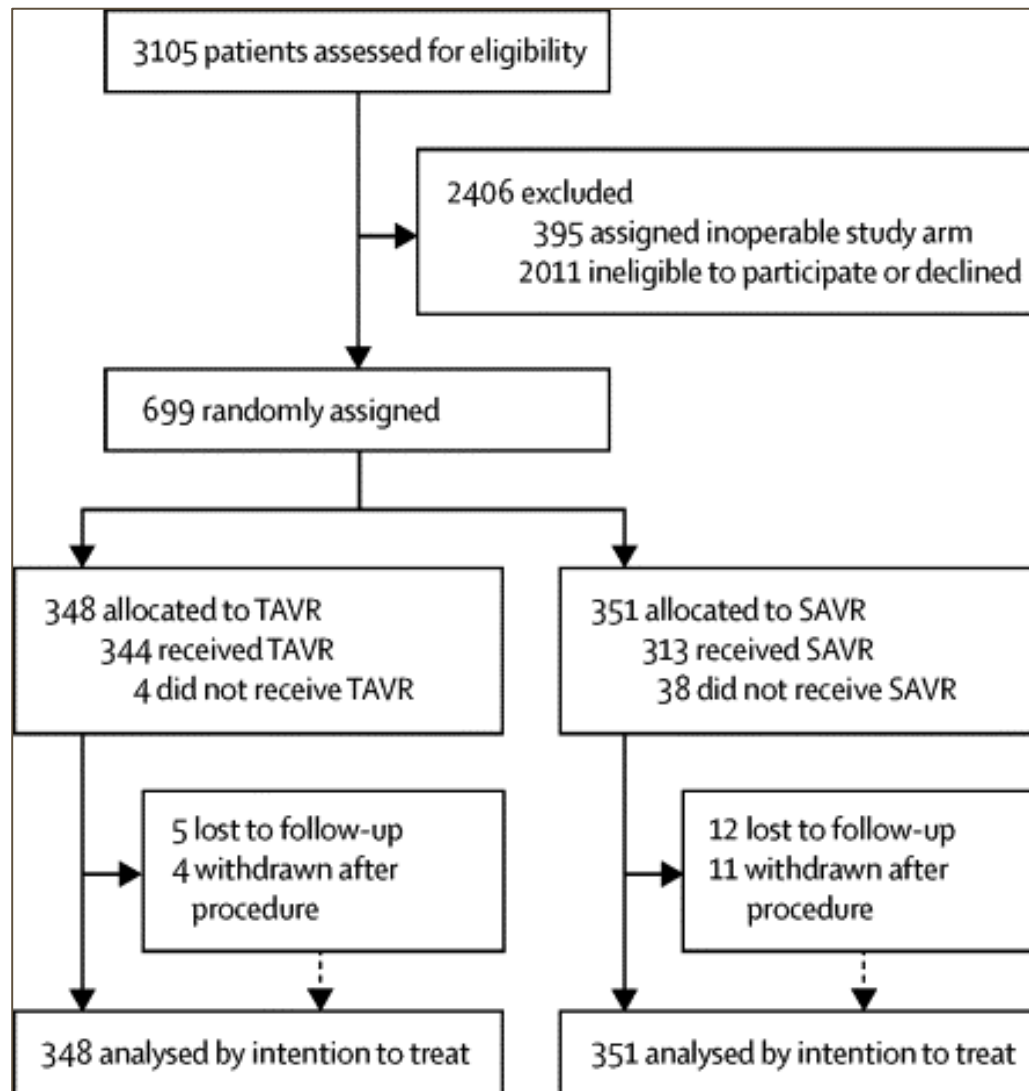 3105 patients assessed for eligibility
2406 excluded
395 assigned inoperable study arm
2011 ineligible to participate or declined
699 randomly assigned
348 allocated to TAVR
344 received TAVR
4 did not receive TAVR
351 allocated to SAVR
313 received SAVR
38 did not receive SAVR
5 lost to follow-up
4 withdrawn after
procedure
12 lost to follow-up
11 withdrawn after
procedure
348 analysed by intention to treat
351 analysed by intention to treat